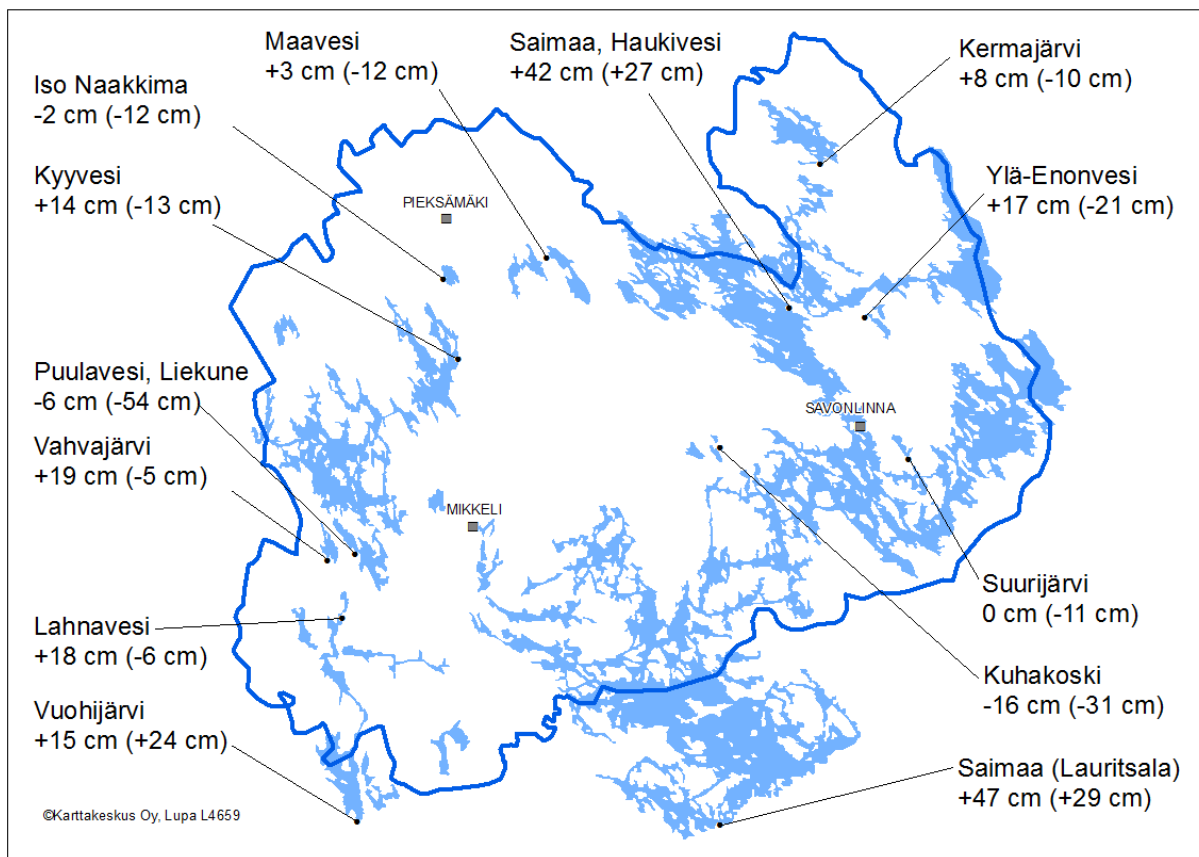 Maavesi
+3 cm (-12 cm)
Saimaa, Haukivesi
+42 cm (+27 cm)
Kermajärvi
+8 cm (-10 cm)
Iso Naakkima
-2 cm (-12 cm)
Kyyvesi
+14 cm (-13 cm)
PIEKSÄMÄKI
Ylä-Enonvesi
+17 cm (-21 cm)
Puulavesi, Liekune
-6 cm (-54 cm)
Vahvajärvi
+19 cm (-5 cm)
SAVONLINNA
MIKKELI
Suurijärvi
0 cm (-11 cm)
Lahnavesi
+18 cm (-6 cm)
Kuhakoski
-16 cm (-31 cm)
Vuohijärvi
+15 cm (+24 cm)
Saimaa (Lauritsala)
+47 cm (+29 cm)
©Karttakeskus Oy, Lupa L4659